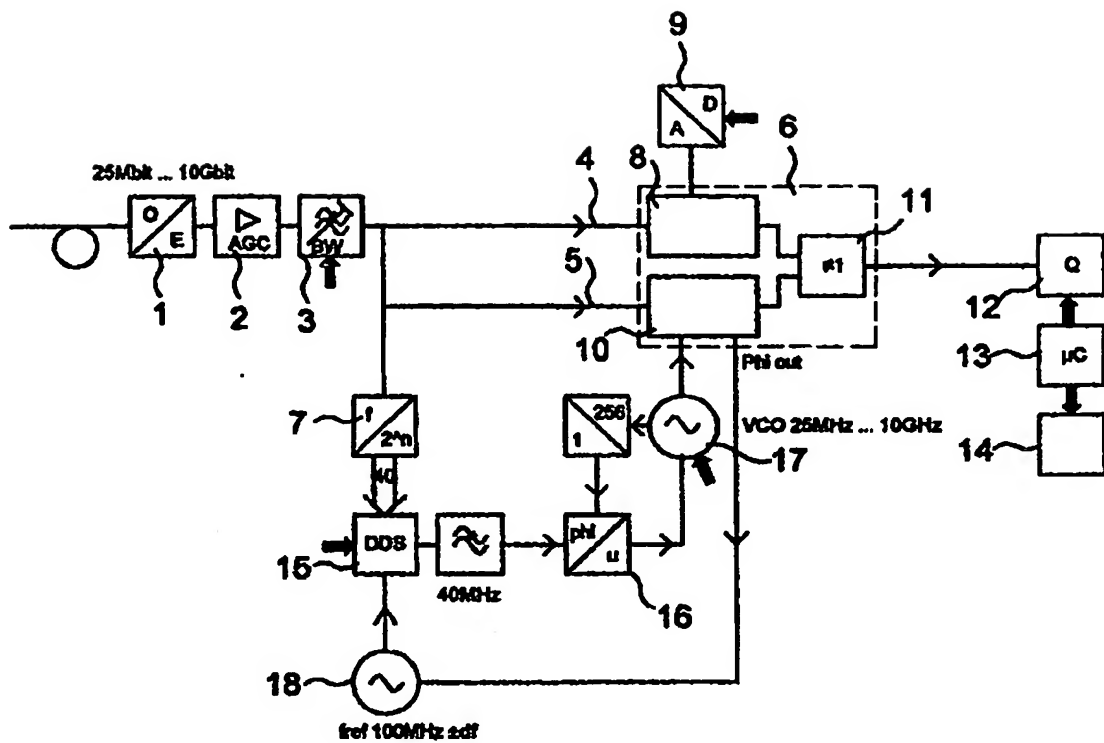 9
D
A
6
25Mbit ... 10Gbit
4
8
11
O
E
AGC
BW
5
≠1
Q
1
2
3
10
12
Phi out
13
µC
7
f
2^n
256
1
VCO 25MHz ... 10GHz
17
14
40
DDS
phi
u
15
40MHz
16
18
fref 100MHz ±df